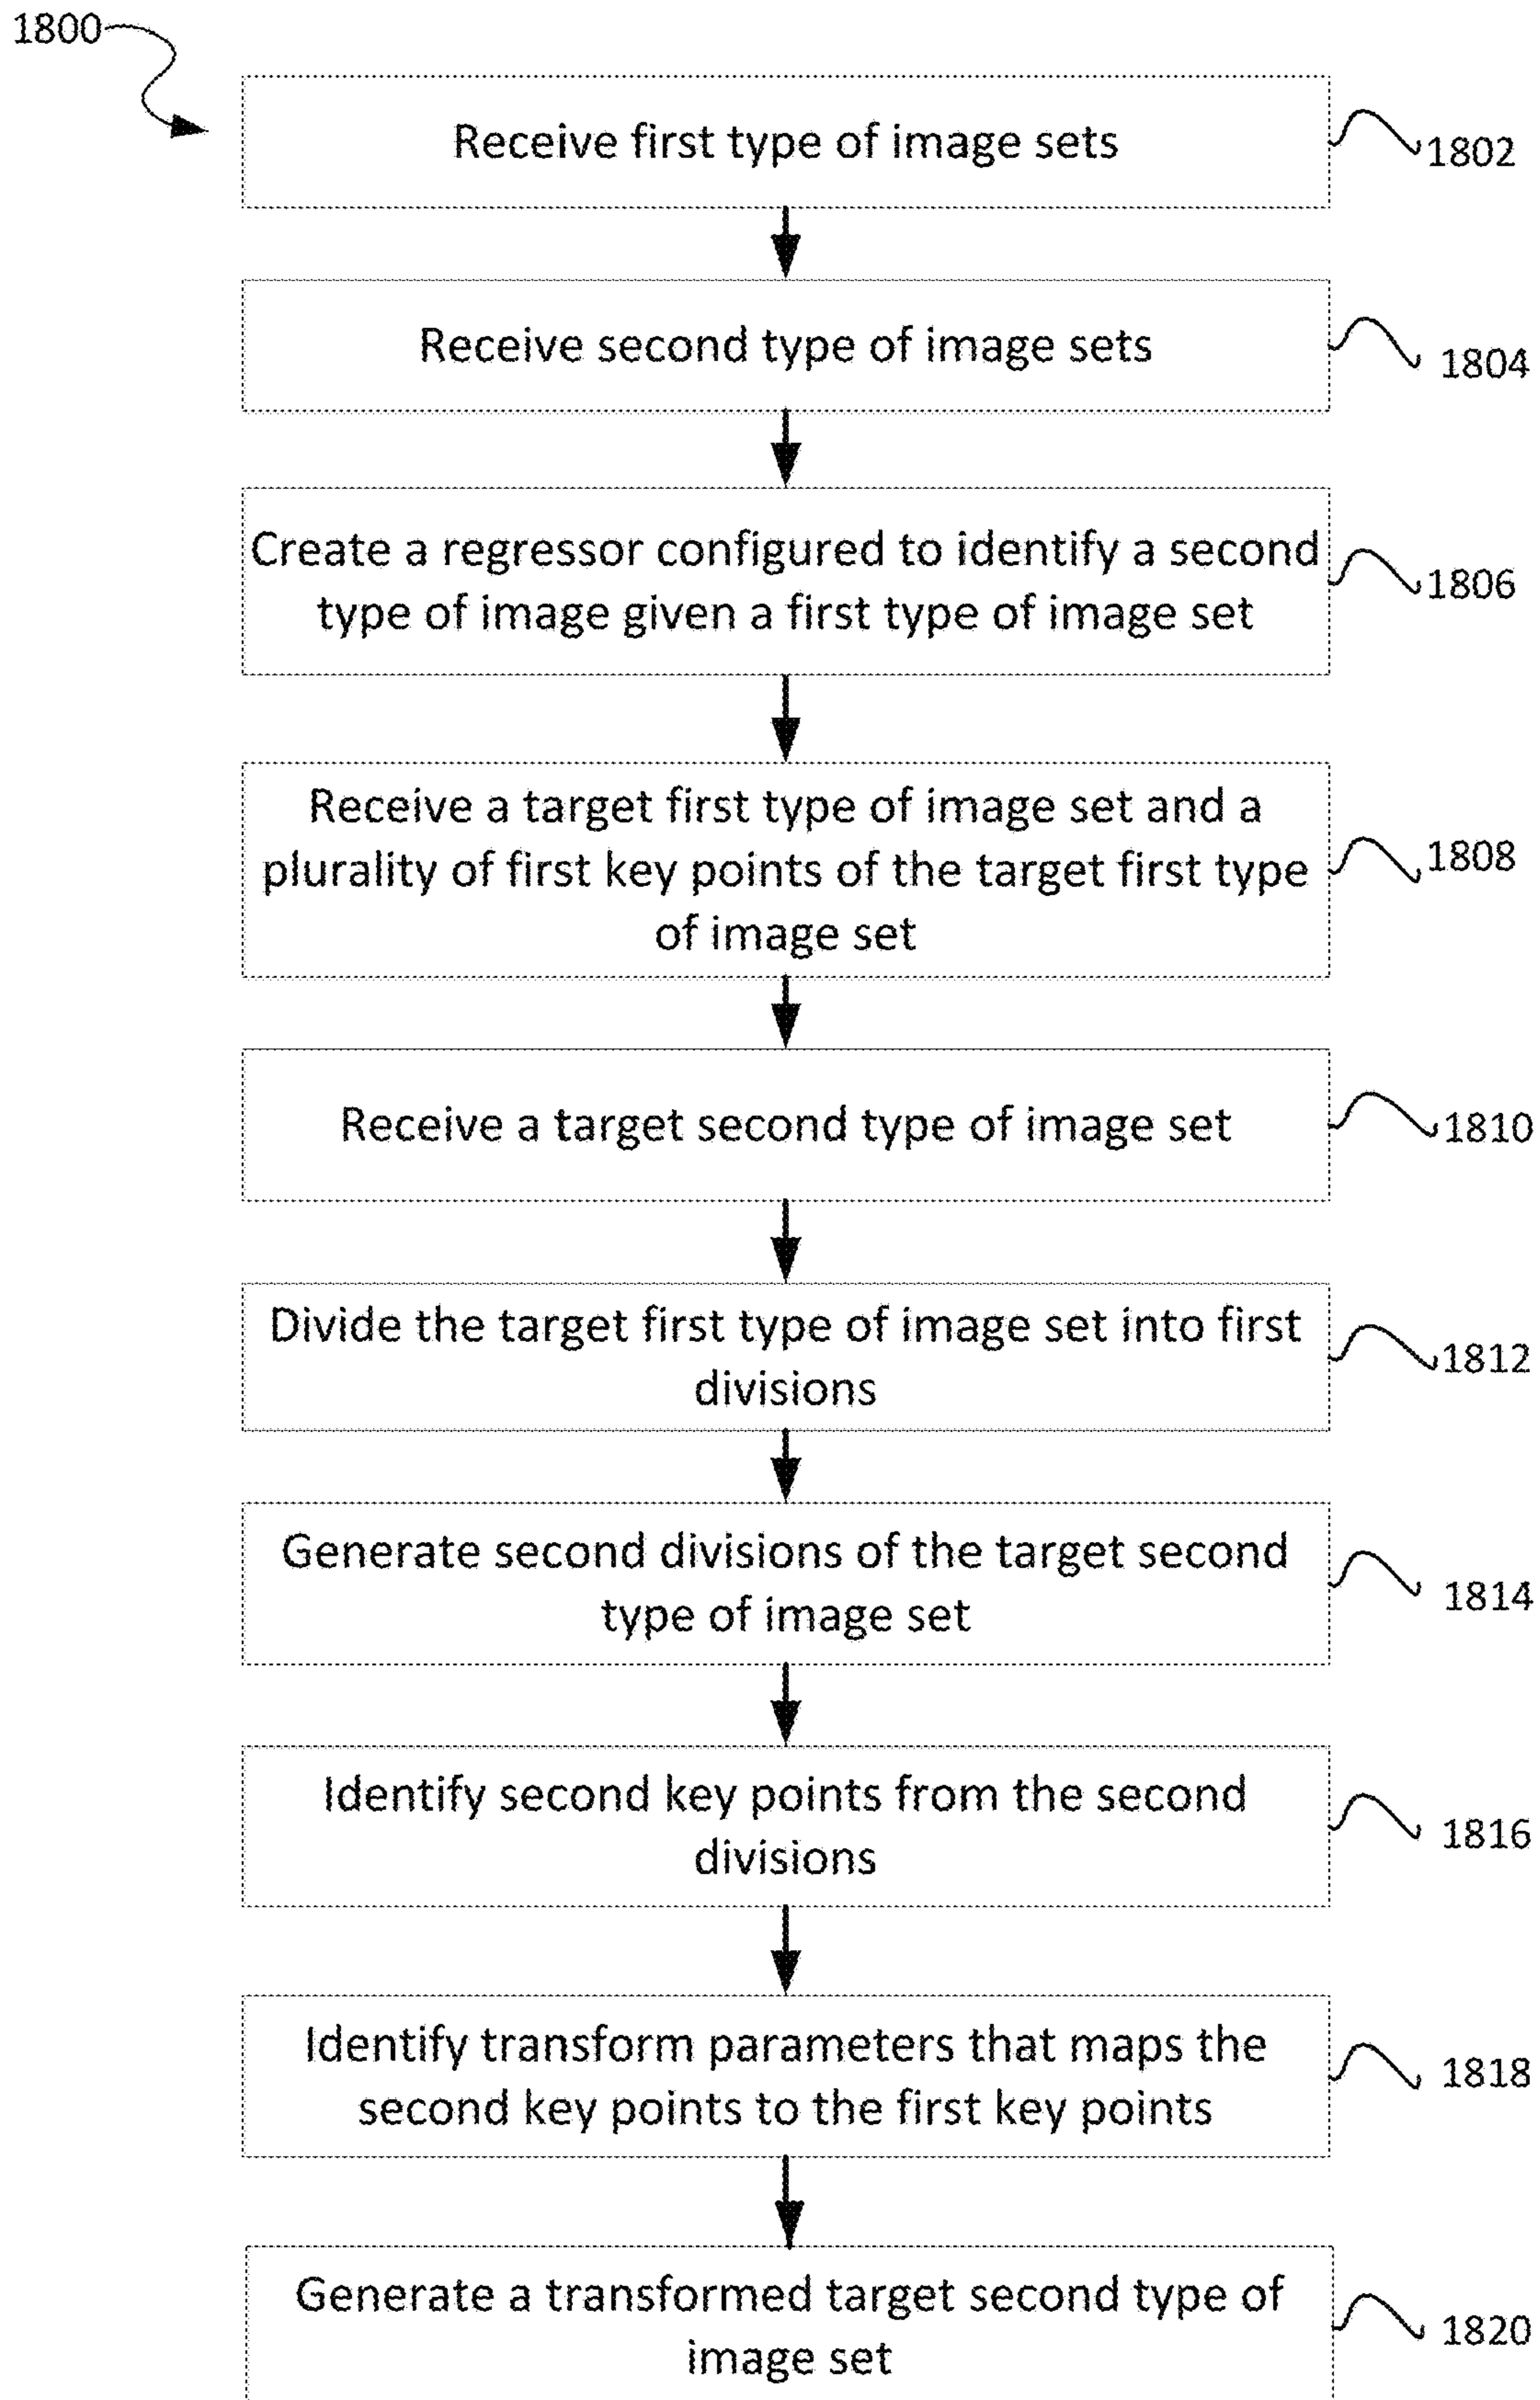 1800
Receive first type of image sets
1802
Receive second type of image sets
1804
Create a regressor configured to identify a second
type of image given a first type of image set
1806
Receive a target first type of image set and a
plurality of first key points of the target first type
of image set
1808
Receive a target second type of image set
1810
Divide the target first type of image set into first
divisions
1812
Generate second divisions of the target second
type of image set
1814
Identify second key points from the second
divisions
1816
Identify transform parameters that maps the
second key points to the first key points
1818
Generate a transformed target second type of
image set
1820